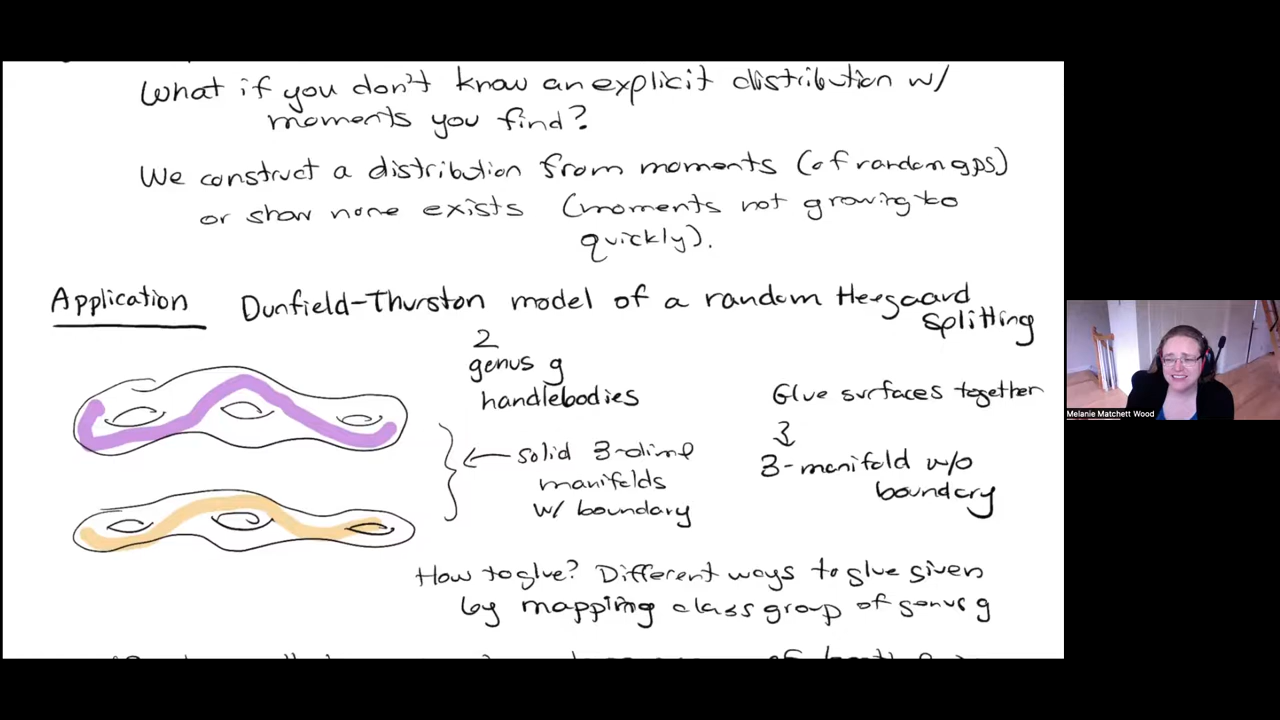 What if you don't know an explicit distribution w/
moments you find?
We construct a distribution from moments (of random gps)
or show none exists (moments not growing to
quickly).
Application Dunfield-Thurston model of a random Heegaard
splitting
2
genus g
handlebodies
Glue surfaces together
solid 3-dim'l
manifolds
w/ boundary
3-manifold w/o
boundary
How to glue? Different ways to glue given
by mapping class group of genus g
Melanie Matchett Wood